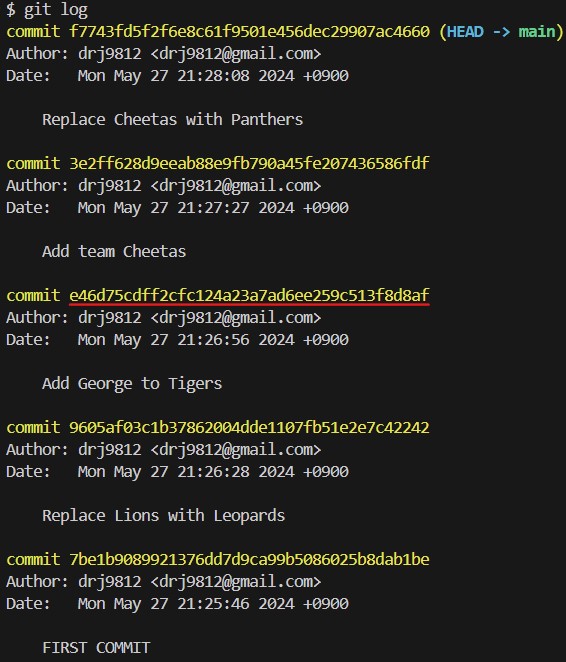 $ git log
commit f7743fd5f2f6e8c61f9501e456dec29907ac4660 (HEAD -> main)
Author: drj9812 <drj9812@gmail.com>
Date:   Mon May 27 21:28:08 2024 +0900
Replace Cheetas with Panthers
commit 3e2ff628d9eeab88e9fb790a45fe207436586fdf
Author: drj9812 <drj9812@gmail.com>
Date:   Mon May 27 21:27:27 2024 +0900
Add team Cheetas
commit e46d75cdff2cfc124a23a7ad6ee259c513f8d8af
Author: drj9812 <drj9812@gmail.com>
Date:   Mon May 27 21:26:56 2024 +0900
Add George to Tigers
commit 9605af03c1b37862004dde1107fb51e2e7c42242
Author: drj9812 <drj9812@gmail.com>
Date:   Mon May 27 21:26:28 2024 +0900
Replace Lions with Leopards
commit 7be1b9089921376dd7d9ca99b5086025b8dab1be
Author: drj9812 <drj9812@gmail.com>
Date:   Mon May 27 21:25:46 2024 +0900
FIRST COMMIT